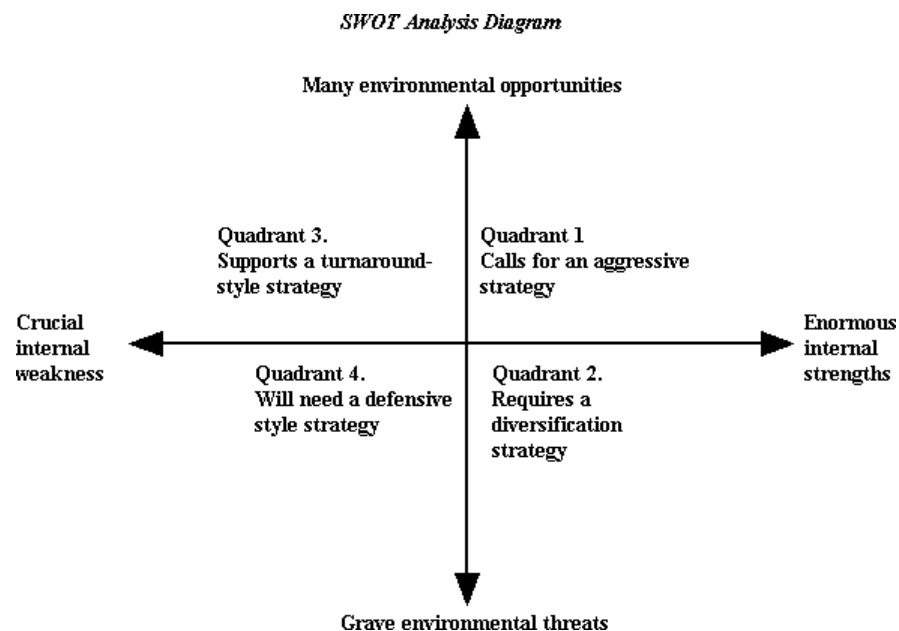 SWOT Analysis Diagram
Many environmental opportunities
Quadrant 3.
Supports a turnaround-
style strategy
Quadrant 1
Calls for an aggressive
strategy
Crucial
internal
weakness
Enormous
internal
strengths
Quadrant 4.
Will need a defensive
style strategy
Quadrant 2.
Requires a
diversification
strategy
Grave environmental threats